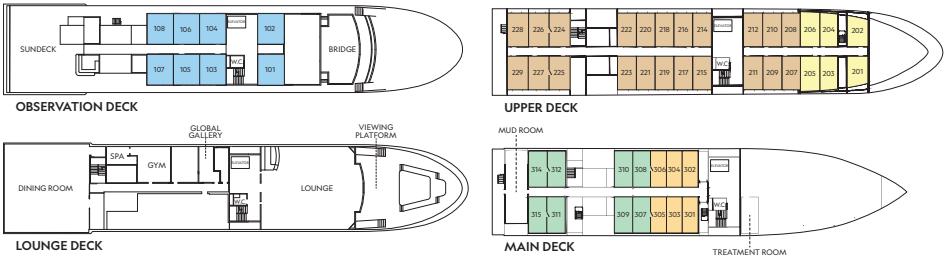 108 106 104 ELEVATOR 102
SUNDECK
BRIDGE
W.C.
107 105 103 101
OBSERVATION DECK
228 226 224 222 220 218 216 214 ELEVATOR 212 210 208 206 204 202
W.C.
229 227 225 223 221 219 217 215 211 209 207 205 203 201
UPPER DECK
GLOBAL
GALLERY
VIEWING
PLATFORM
SPA
GYM
ELEVATOR
DINING ROOM
LOUNGE
W.C.
LOUNGE DECK
MUD ROOM
314 312 310 308 306 304 302 ELEVATOR
W.C.
315 311 309 307 305 303 301
MAIN DECK
TREATMENT ROOM